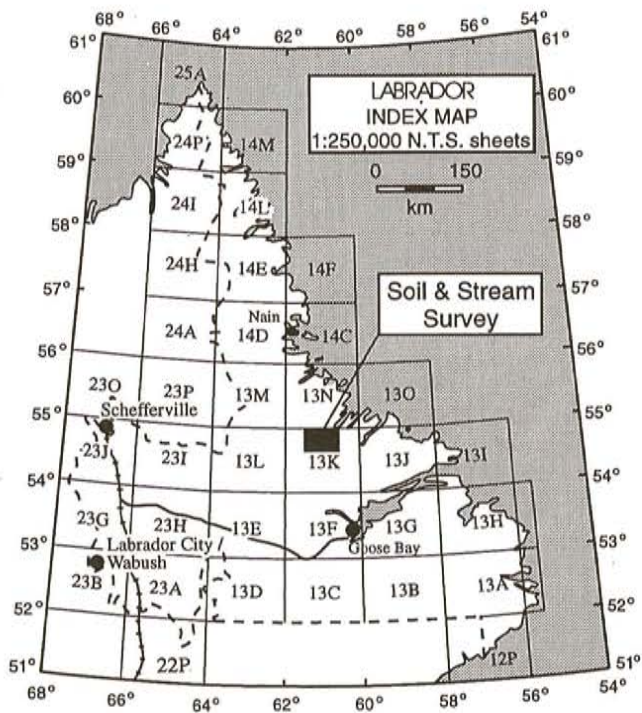 66° 64° 62° 60° 58° 56° 54°
61°
60°
59°
58°
57°
56°
55°
54°
53°
52°
51°
LABRADOR
INDEX MAP
1:250,000 N.T.S. sheets
0 150
km
Soil & Stream
Survey
25A
24P 14M
24I 14L
24H 14E 14F
Nain
24A 14D 14C
23O 23P 13M 13N 13O
Schefferville
23J 23I 13L 13K 13J 13I
23G 23H 13E 13F 13G 13H
Goose Bay
Labrador City
Wabush
23B 23A 13D 13C 13B 13A
22P 12P
60°
59°
58°
57°
56°
55°
54°
53°
52°
51°
68° 66° 64° 62° 60° 58° 56° 54°